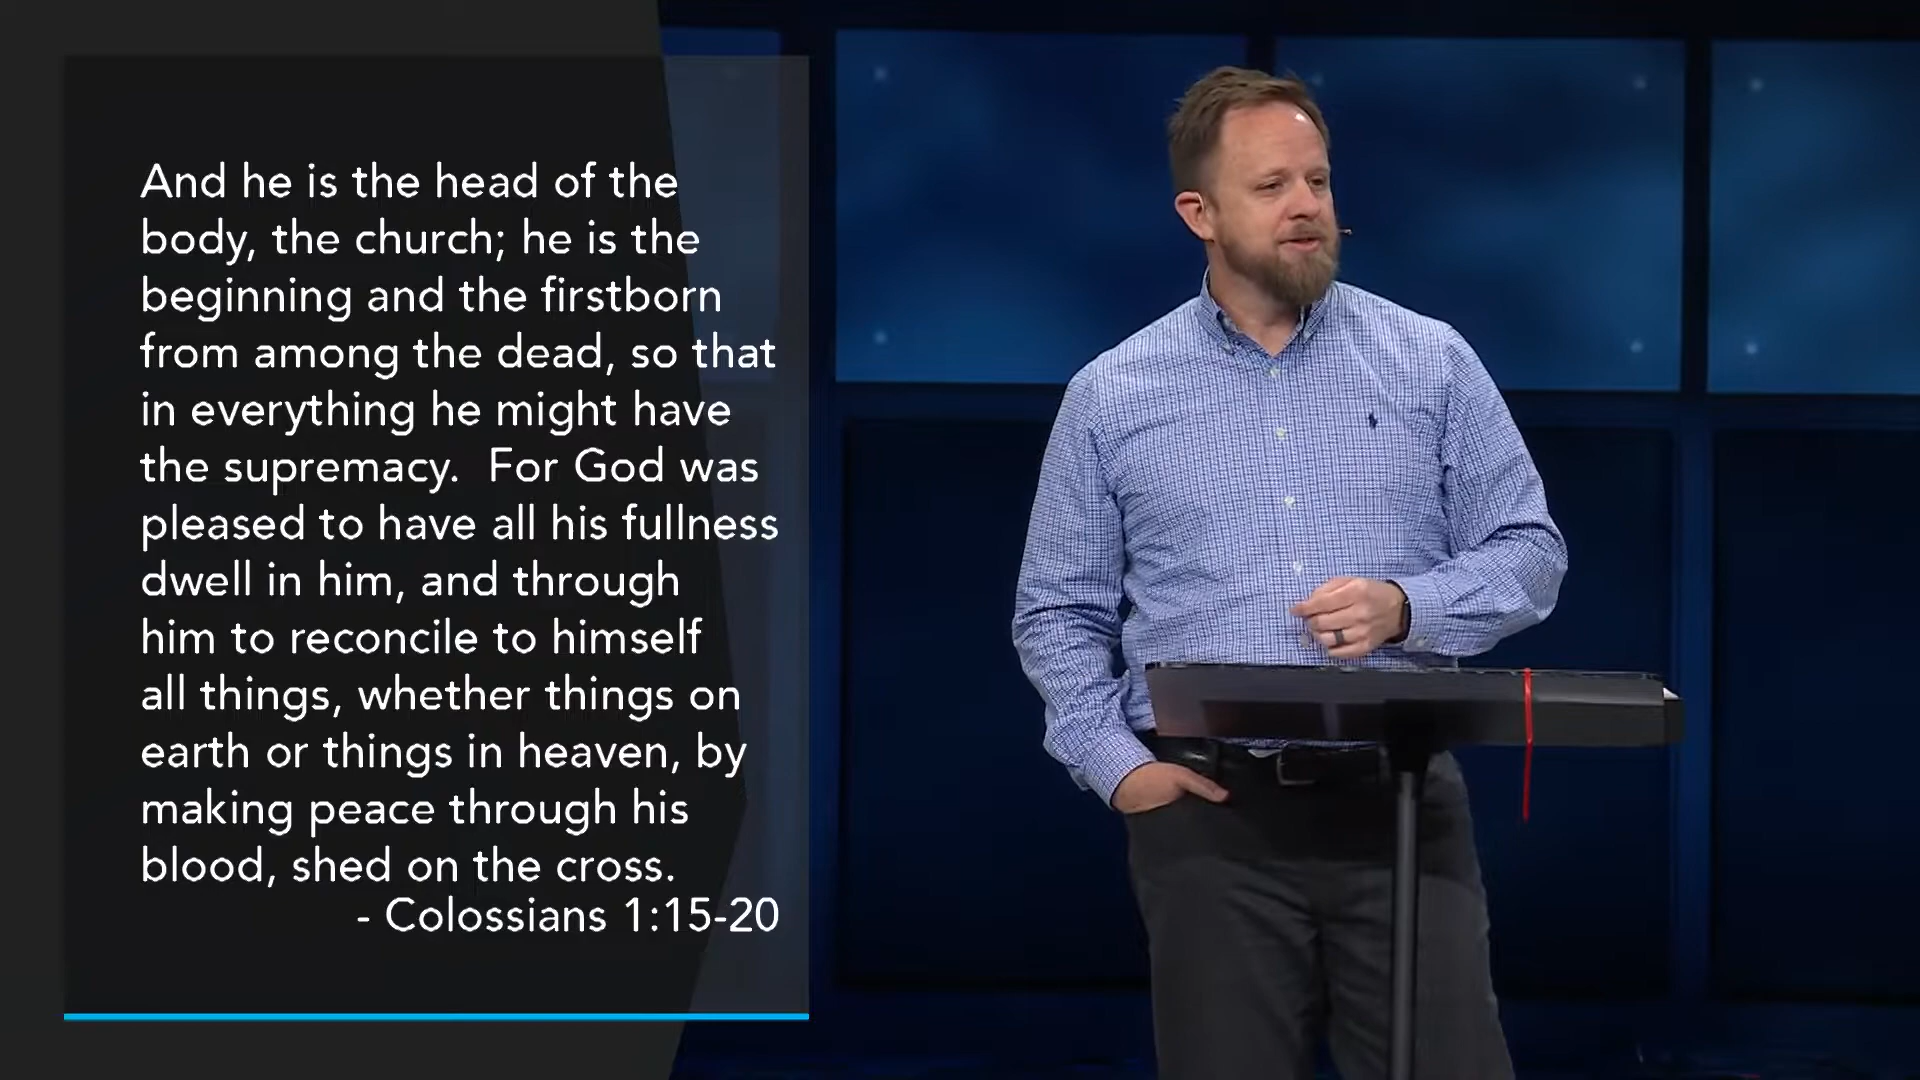 And he is the head of the
body, the church; he is the
beginning and the firstborn
from among the dead, so that
in everything he might have
the supremacy.  For God was
pleased to have all his fullness
dwell in him, and through
him to reconcile to himself
all things, whether things on
earth or things in heaven, by
making peace through his
blood, shed on the cross.
- Colossians 1:15-20